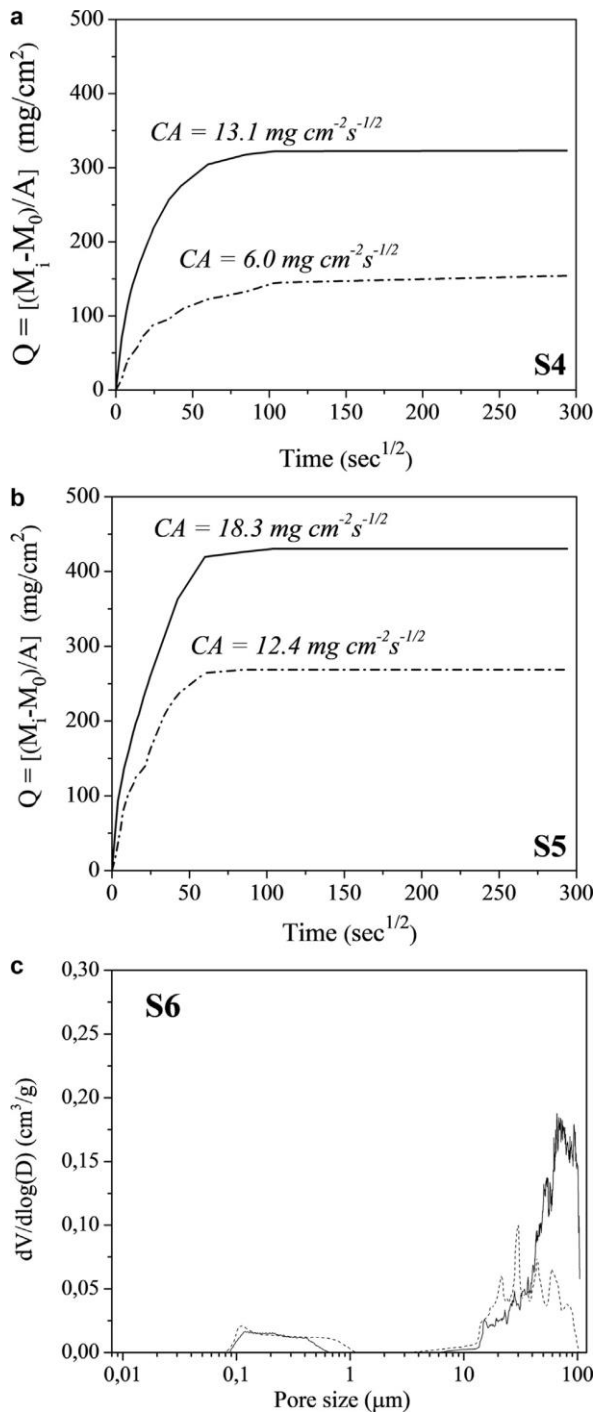 a
500
400
300
200
100
0
Q = [(M_i-M_0)/A] (mg/cm²)
CA = 13.1 mg cm⁻²s⁻¹/²
CA = 6.0 mg cm⁻²s⁻¹/²
S4
0 50 100 150 200 250 300
Time (sec¹/²)
b
500
400
300
200
100
0
Q = [(M_i-M_0)/A] (mg/cm²)
CA = 18.3 mg cm⁻²s⁻¹/²
CA = 12.4 mg cm⁻²s⁻¹/²
S5
0 50 100 150 200 250 300
Time (sec¹/²)
c
0,30
0,25
0,20
0,15
0,10
0,05
0,00
dV/dlog(D) (cm³/g)
S6
0,01 0,1 1 10 100
Pore size (µm)